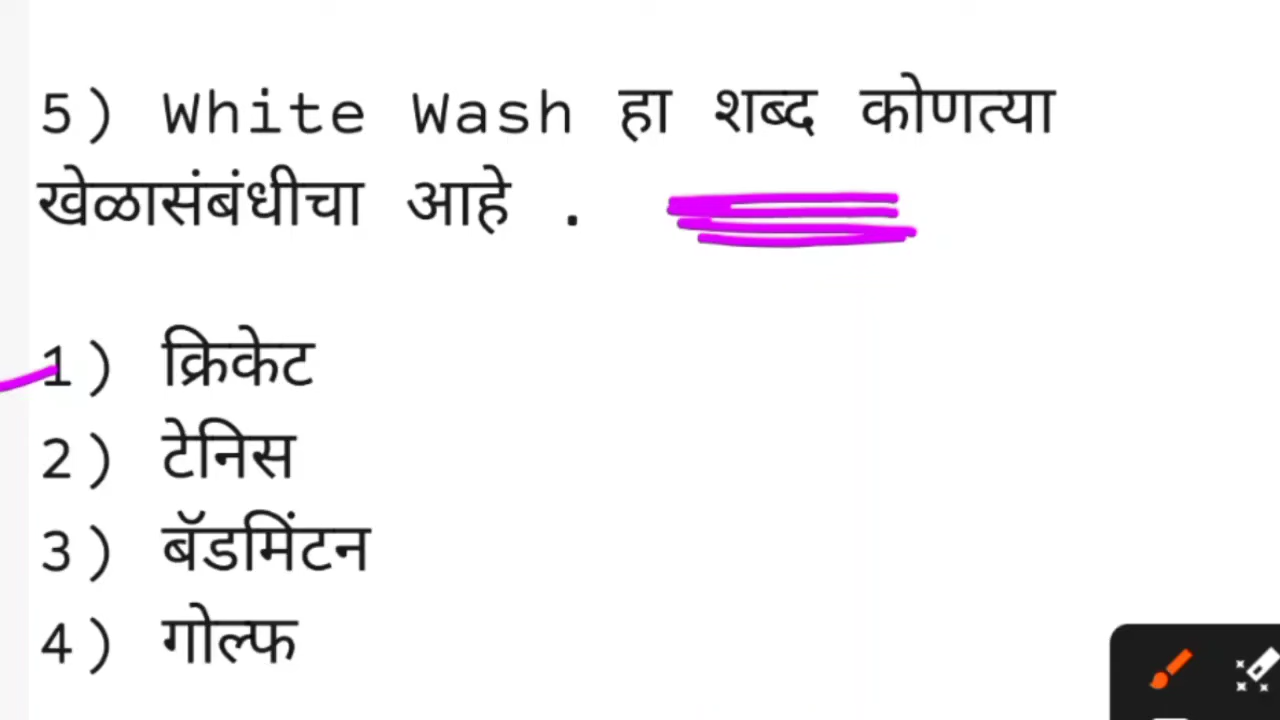 5) White Wash हा शब्द कोणत्या
खेळासंबंधीचा आहे .
1) क्रिकेट
2) टेनिस
3) बॅडमिंटन
4) गोल्फ